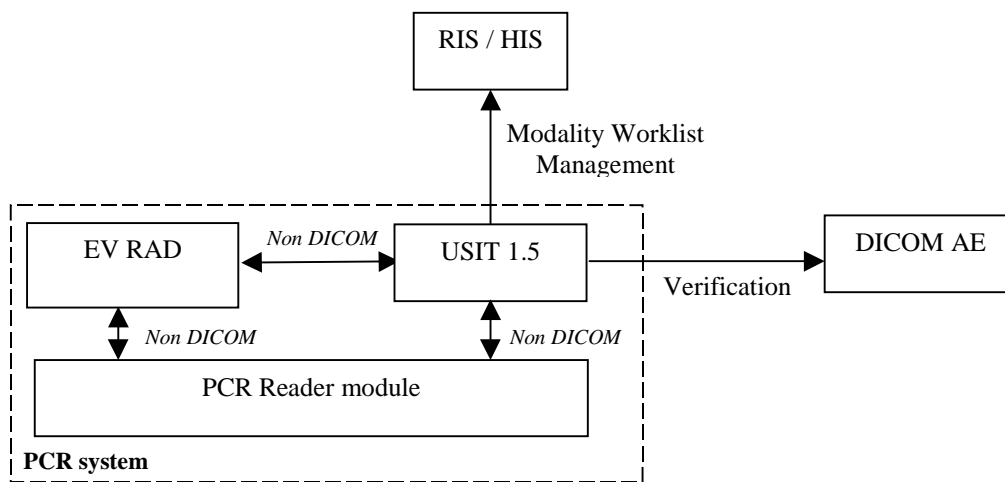 RIS / HIS
Modality Worklist
Management
EV RAD
Non DICOM
USIT 1.5
DICOM AE
Verification
Non DICOM
Non DICOM
PCR Reader module
PCR system